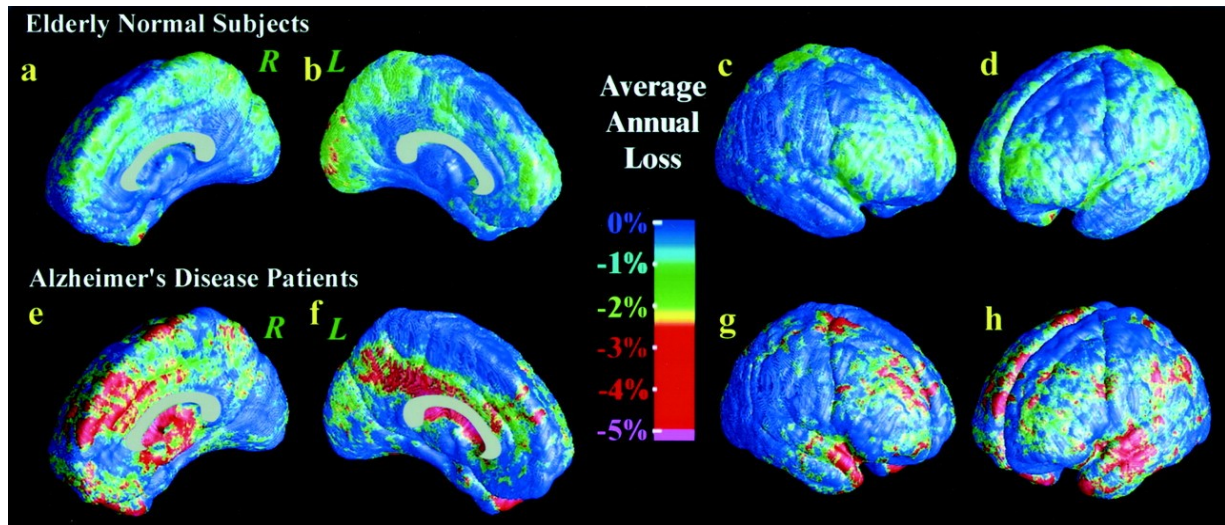 Elderly Normal Subjects
a
R
b
L
c
d
Average
Annual
Loss
0%
-1%
-2%
-3%
-4%
-5%
Alzheimer's Disease Patients
e
R
f
L
g
h